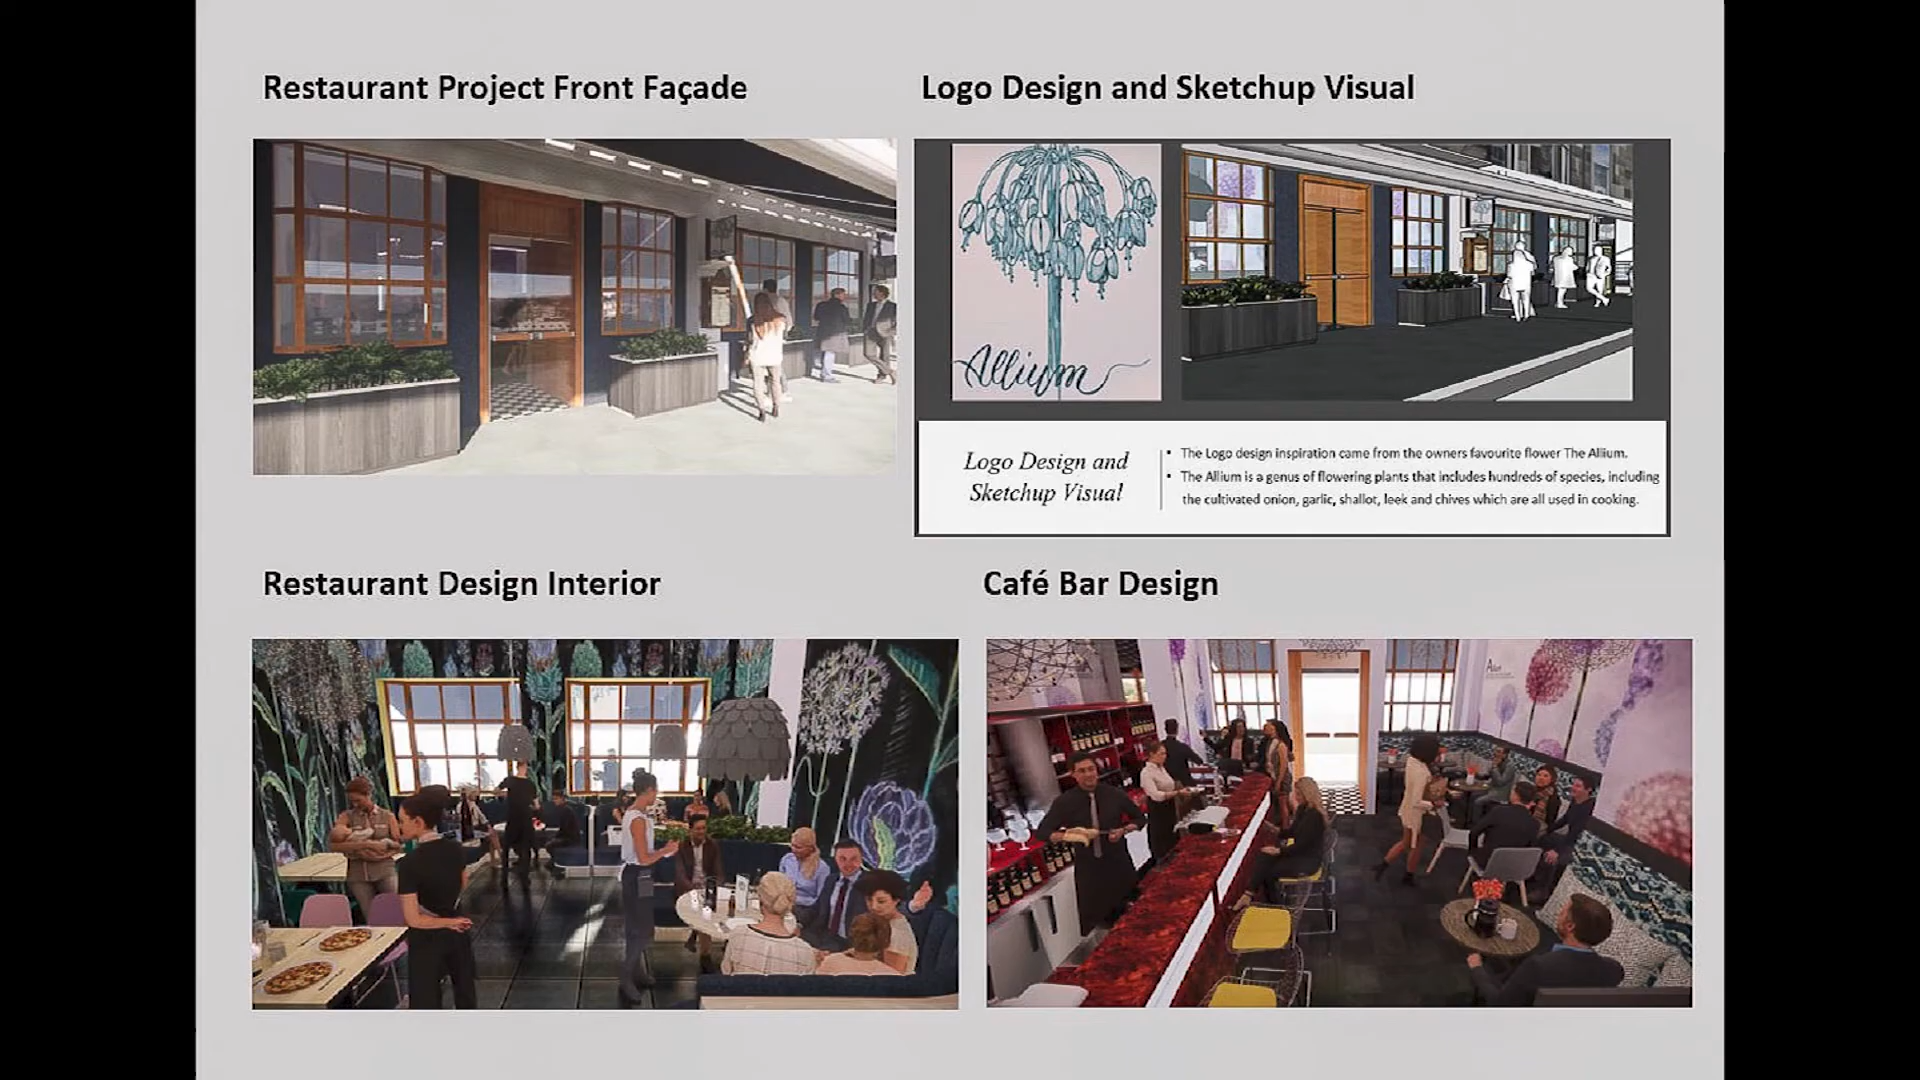 Restaurant Project Front Façade
Logo Design and Sketchup Visual
Allium
Logo Design and
Sketchup Visual
• The Logo design inspiration came from the owners favourite flower The Allium.
• The Allium is a genus of flowering plants that includes hundreds of species, including
the cultivated onion, garlic, shallot, leek and chives which are all used in cooking.
Restaurant Design Interior
Café Bar Design